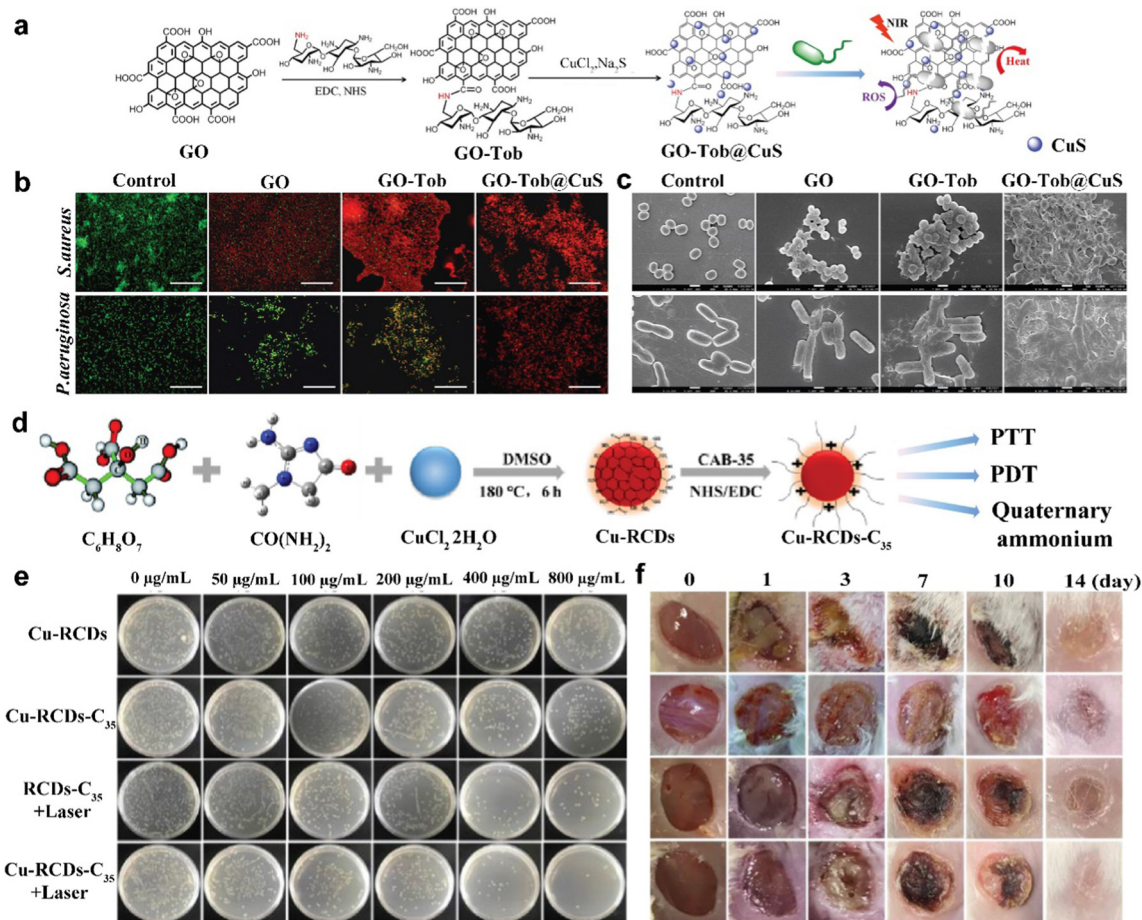 a
COOH
OH
COOH
HOOC
OH
COOH
COOH
GO
NH₂
EDC, NHS
GO-Tob
CuCl₂,Na₂S
GO-Tob@CuS
NIR
Heat
ROS
CuS
b
Control GO GO-Tob GO-Tob@CuS
S.aureus
P.aeruginosa
c
Control GO GO-Tob GO-Tob@CuS
d
C₆H₈O₇
CO(NH₂)₂
CuCl₂ 2H₂O
DMSO
180 °C, 6 h
Cu-RCDs
CAB-35
NHS/EDC
Cu-RCDs-C₃₅
PTT
PDT
Quaternary
ammonium
e
0 μg/mL 50 μg/mL 100 μg/mL 200 μg/mL 400 μg/mL 800 μg/mL
Cu-RCDs
Cu-RCDs-C₃₅
RCDs-C₃₅
+Laser
Cu-RCDs-C₃₅
+Laser
f
0 1 3 7 10 14 (day)